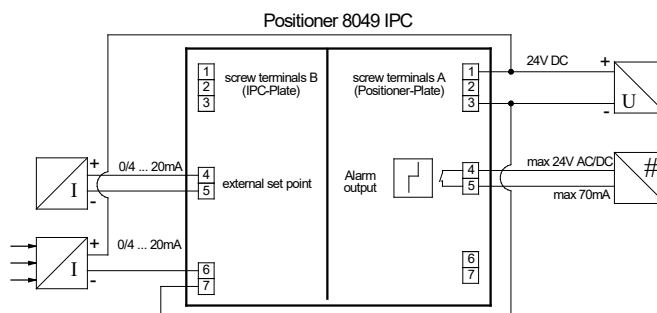 Positioner 8049 IPC
1
2
3
screw terminals B
(IPC-Plate)
screw terminals A
(Positioner-Plate)
1
2
3
24V DC
+
-
U
+
-
I
0/4 ... 20mA
4
5
external set point
Alarm
output
4
5
max 24V AC/DC
max 70mA
#
+
-
I
0/4 ... 20mA
6
7
6
7